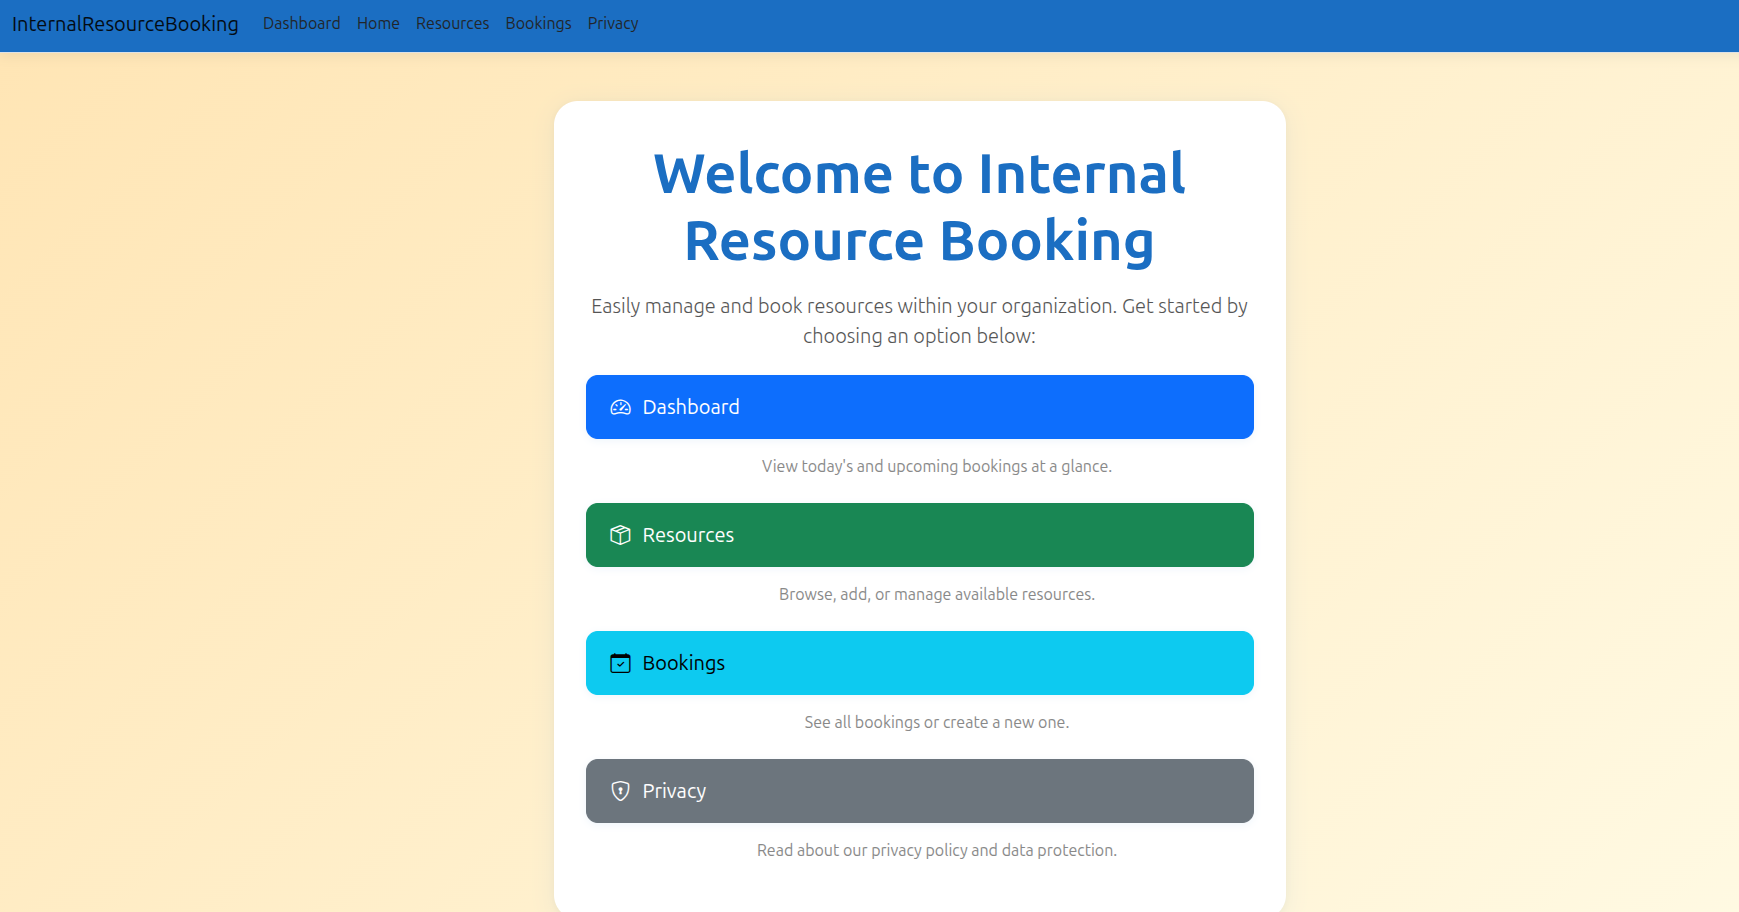 InternalResourceBooking Dashboard Home Resources Bookings Privacy
Welcome to Internal
Resource Booking
Easily manage and book resources within your organization. Get started by
choosing an option below:
Dashboard
View today's and upcoming bookings at a glance.
Resources
Browse, add, or manage available resources.
Bookings
See all bookings or create a new one.
Privacy
Read about our privacy policy and data protection.